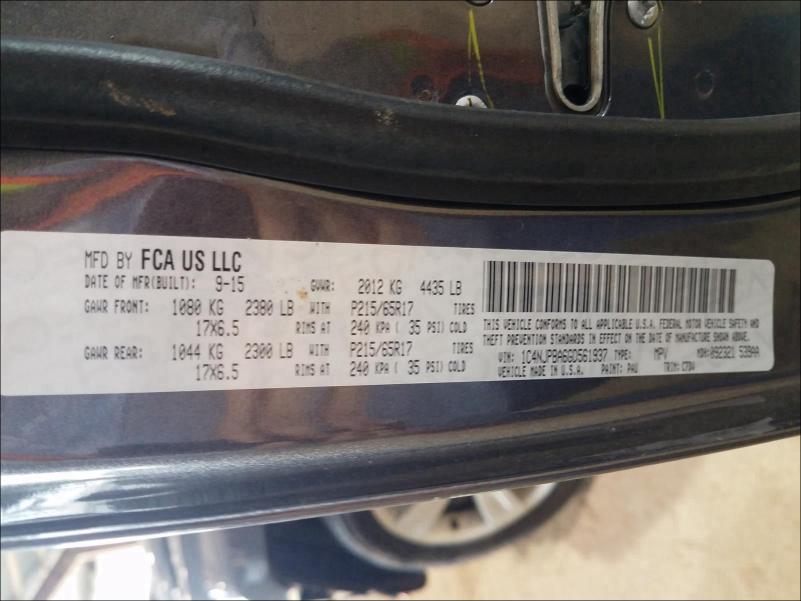 MFD BY FCA US LLC
DATE OF MFR(BUILT): 9-15 GVWR: 2012 KG 4435 LB
GAWR FRONT: 1080 KG 2380 LB WITH P215/65R17 TIRES
17X6.5 RIMS AT 240 KPA ( 35 PSI) COLD
GAWR REAR: 1044 KG 2300 LB WITH P215/65R17 TIRES
17X6.5 RIMS AT 240 KPA ( 35 PSI) COLD
THIS VEHICLE CONFORMS TO ALL APPLICABLE U.S.A. FEDERAL MOTOR VEHICLE SAFETY AND
THEFT PREVENTION STANDARDS IN EFFECT ON THE DATE OF MANUFACTURE SHOWN ABOVE.
VIN: 1C4NJPBA6GD561937 TYPE: MPV MDH: 092321 539AA
VEHICLE MADE IN U.S.A. PAINT: PAU TRIM: